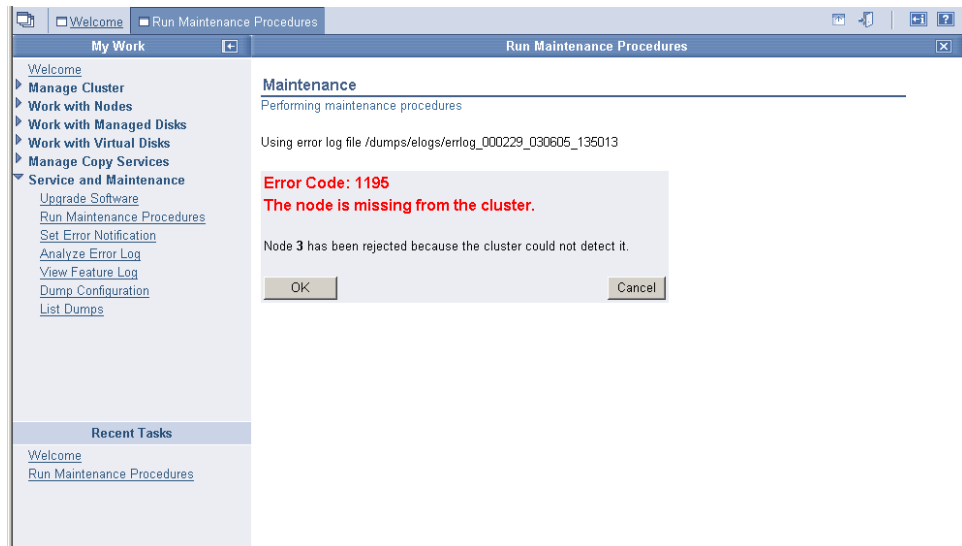 Welcome
Run Maintenance Procedures
My Work
Run Maintenance Procedures
Welcome
Manage Cluster
Work with Nodes
Work with Managed Disks
Work with Virtual Disks
Manage Copy Services
Service and Maintenance
Upgrade Software
Run Maintenance Procedures
Set Error Notification
Analyze Error Log
View Feature Log
Dump Configuration
List Dumps
Recent Tasks
Welcome
Run Maintenance Procedures
Maintenance
Performing maintenance procedures
Using error log file /dumps/elogs/errlog_000229_030605_135013
Error Code: 1195
The node is missing from the cluster.
Node 3 has been rejected because the cluster could not detect it.
OK
Cancel